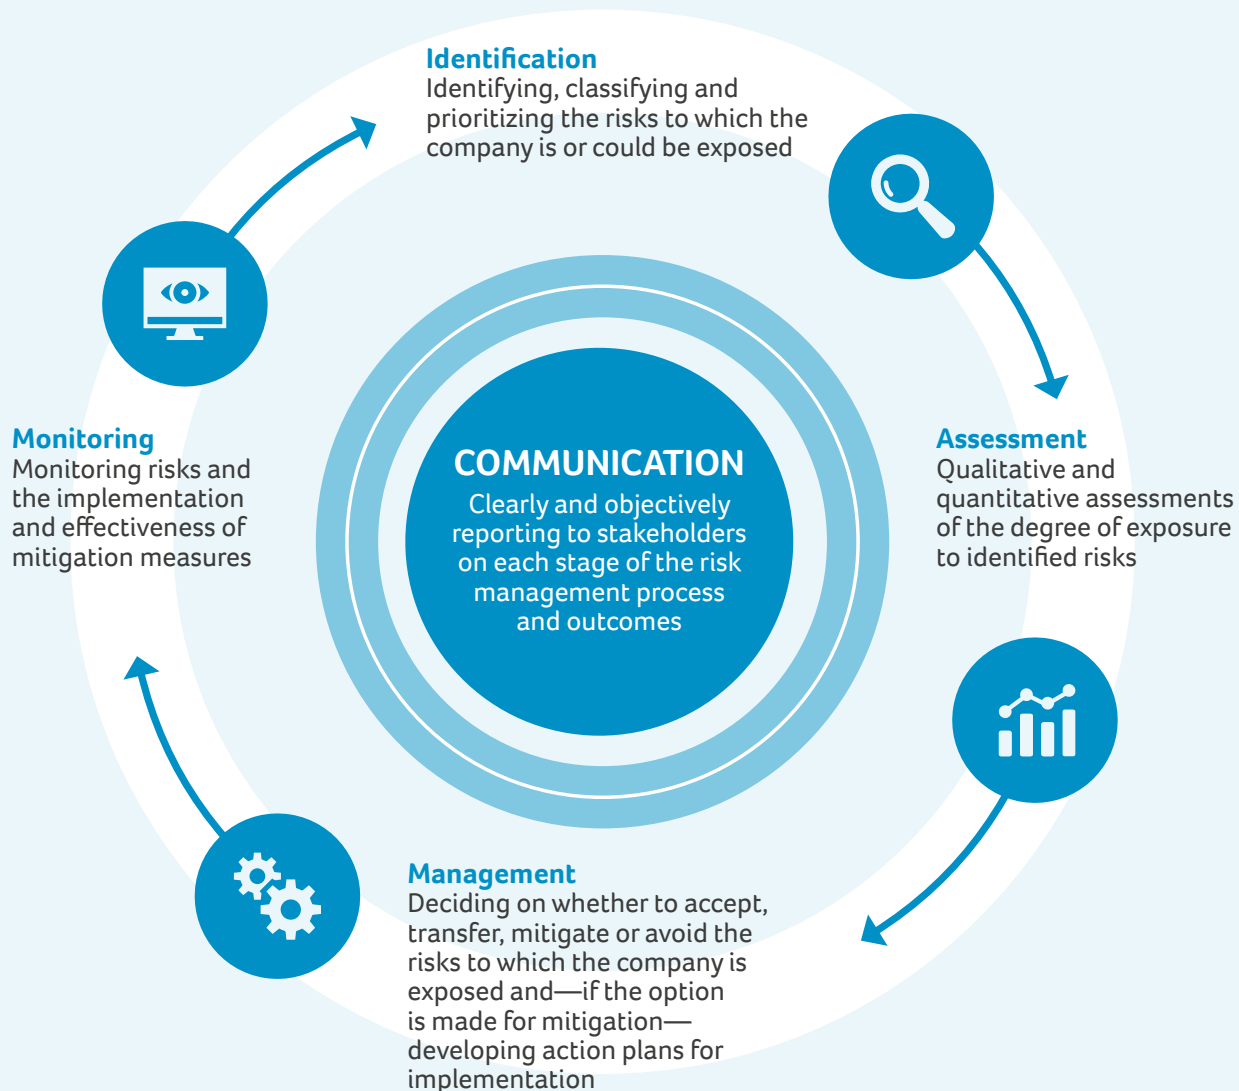 Identification
Identifying, classifying and
prioritizing the risks to which the
company is or could be exposed
Assessment
Qualitative and
quantitative assessments
of the degree of exposure
to identified risks
Management
Deciding on whether to accept,
transfer, mitigate or avoid the
risks to which the company is
exposed and—if the option
is made for mitigation—
developing action plans for
implementation
Monitoring
Monitoring risks and
the implementation
and effectiveness of
mitigation measures
COMMUNICATION
Clearly and objectively
reporting to stakeholders
on each stage of the risk
management process
and outcomes